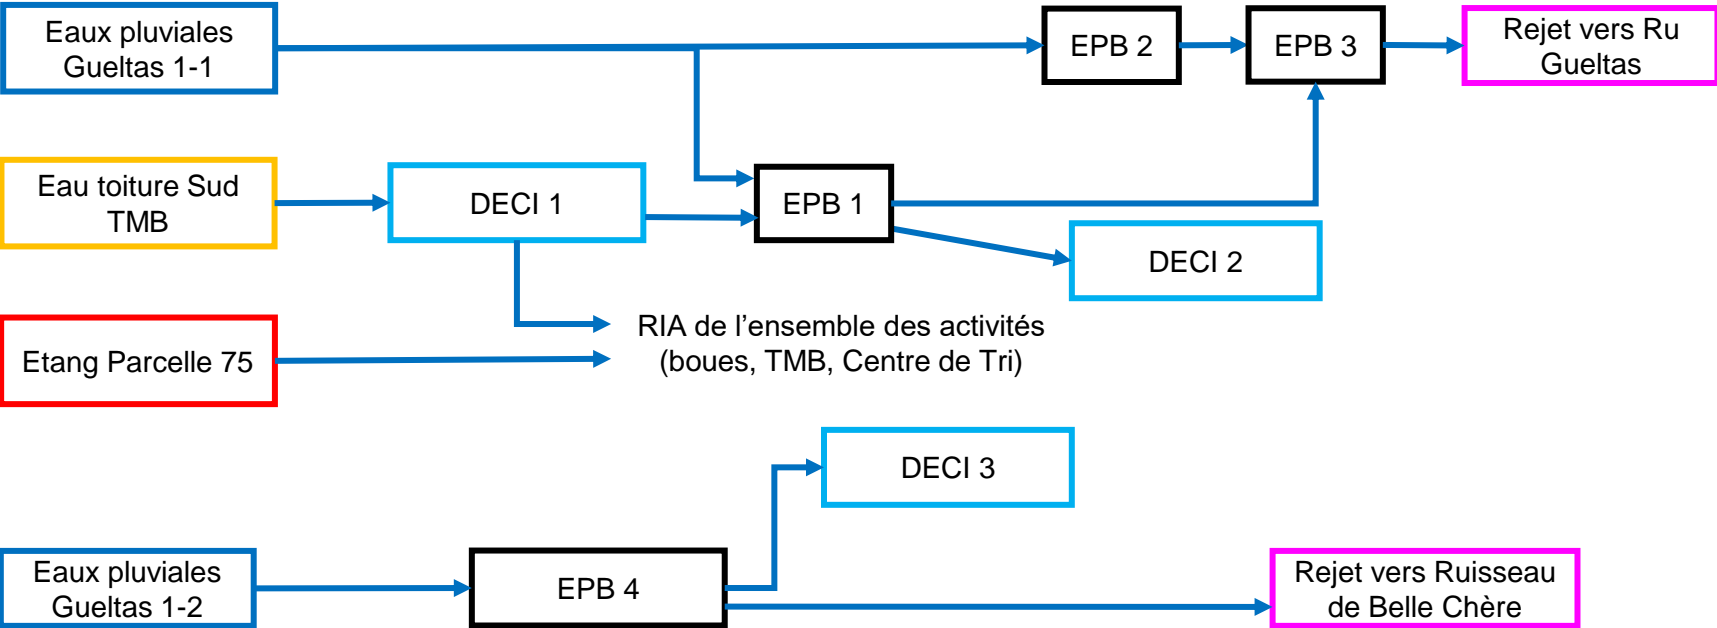 Eaux pluviales
Gueltas 1-1
EPB 2
EPB 3
Rejet vers Ru
Gueltas
Eau toiture Sud
TMB
DECI 1
EPB 1
DECI 2
Etang Parcelle 75
RIA de l’ensemble des activités
(boues, TMB, Centre de Tri)
DECI 3
Eaux pluviales
Gueltas 1-2
EPB 4
Rejet vers Ruisseau
de Belle Chère